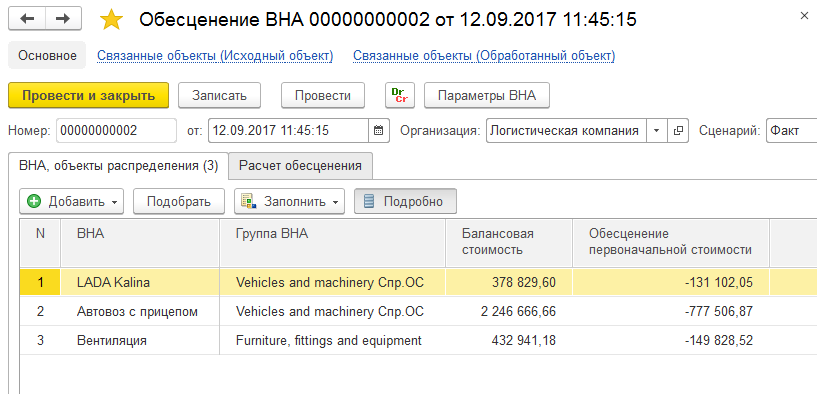 Обесценение ВНА 00000000002 от 12.09.2017 11:45:15
Основное Связанные объекты (Исходный объект) Связанные объекты (Обработанный объект)
Провести и закрыть Записать Провести Dr Cr Параметры ВНА
Номер: 00000000002 от: 12.09.2017 11:45:15 Организация: Логистическая компания Сценарий: Факт
ВНА, объекты распределения (3) Расчет обесценения
Добавить Подобрать Заполнить Подробно
N ВНА Группа ВНА Балансовая стоимость Обесценение первоначальной стоимости
1 LADA Kalina Vehicles and machinery Спр.ОС 378 829,60 -131 102,05
2 Автовоз с прицепом Vehicles and machinery Спр.ОС 2 246 666,66 -777 506,87
3 Вентиляция Furniture, fittings and equipment 432 941,18 -149 828,52